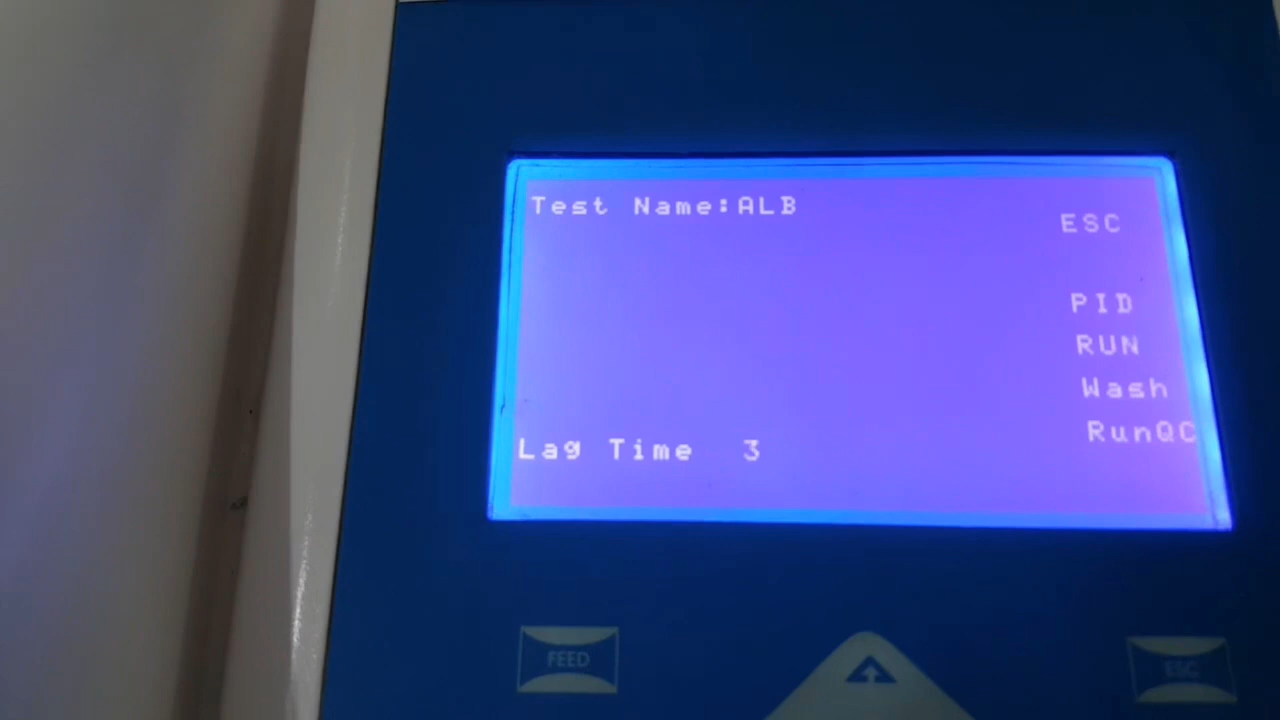 Test Name:ALB
ESC
PID
RUN
Wash
RunQC
Lag Time 3
FEED
ESC